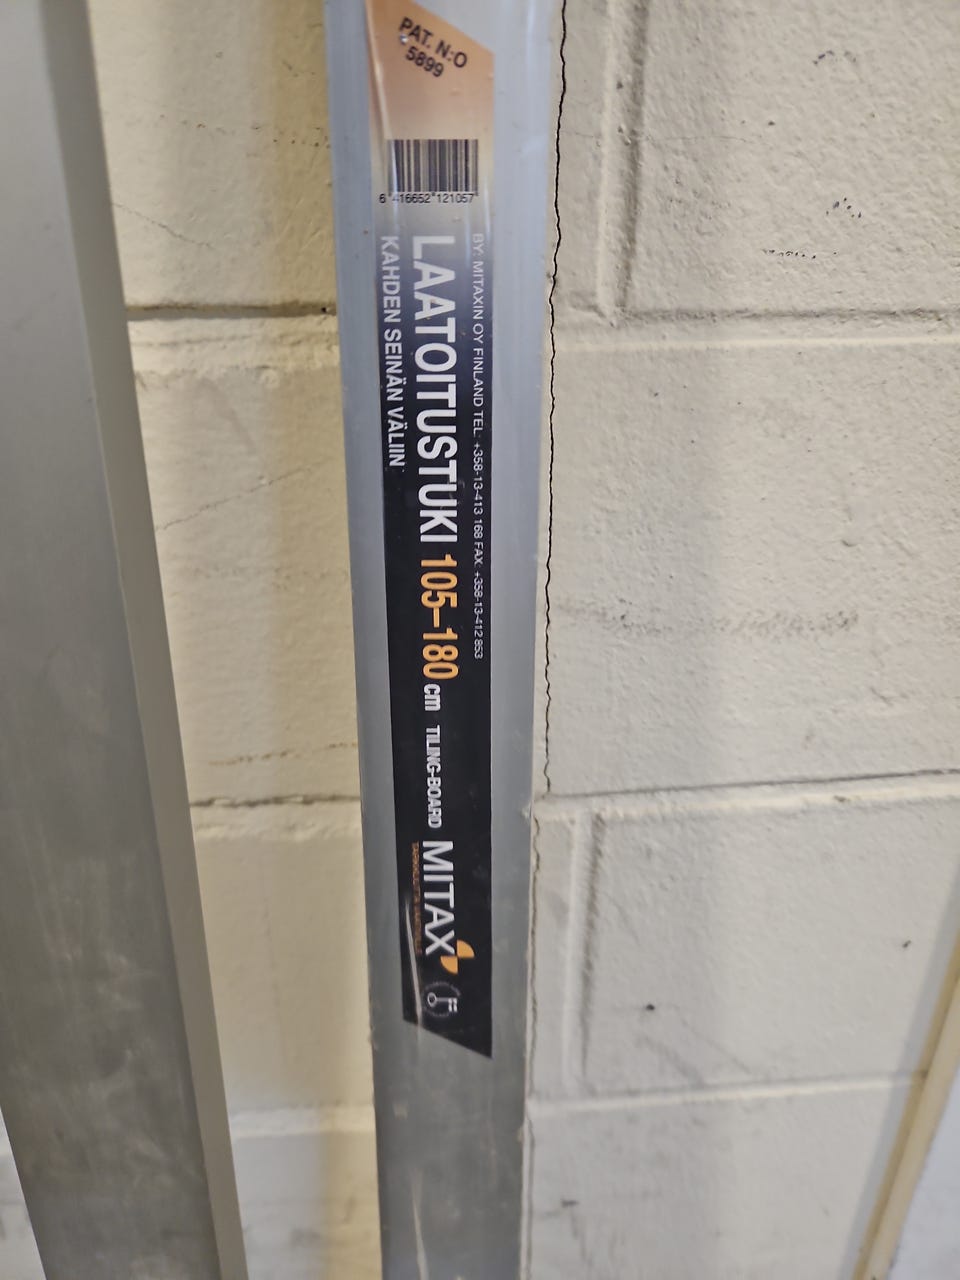 PAT. N:O
5899
6 416652 121057
BY: MITAXIN OY FINLAND TEL: +358-13-413 168 FAX: +358-13-412 853
LAATOITUSTUKI 105–180 cm TILING-BOARD MITAX
KAHDEN SEINÄN VÄLIIN